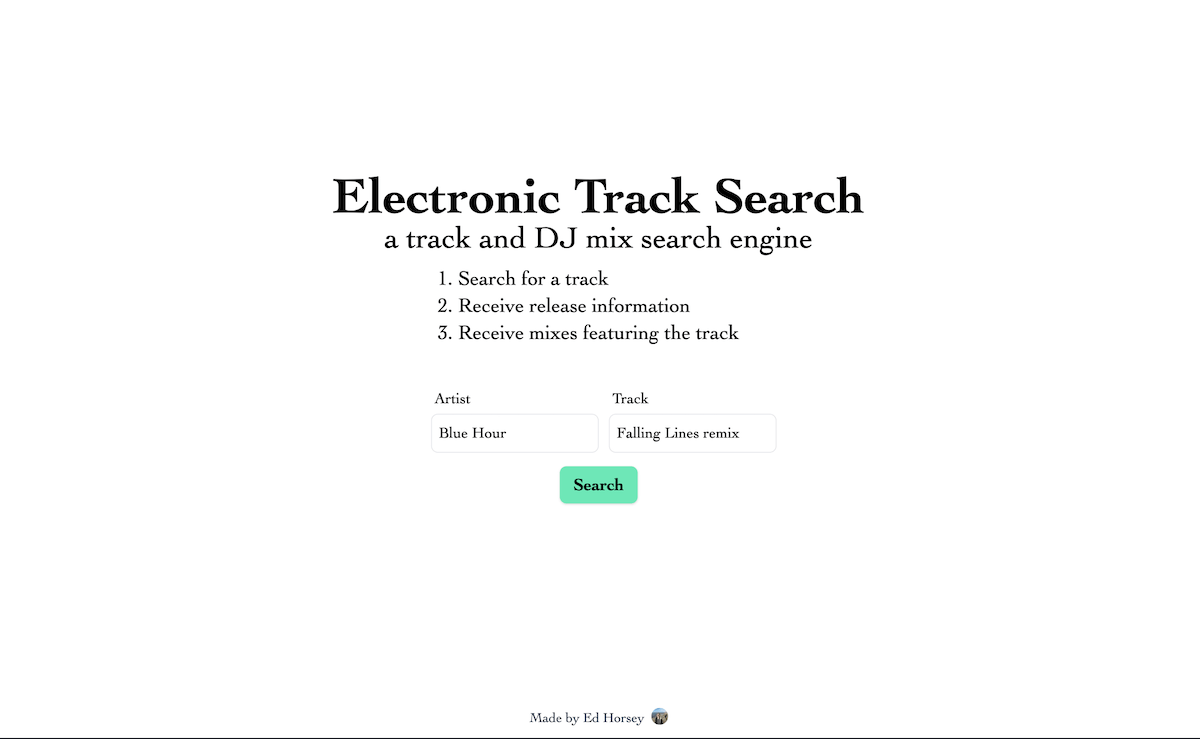 Electronic Track Search
a track and DJ mix search engine
1. Search for a track
2. Receive release information
3. Receive mixes featuring the track
Artist Track
Blue Hour Falling Lines remix
Search
Made by Ed Horsey